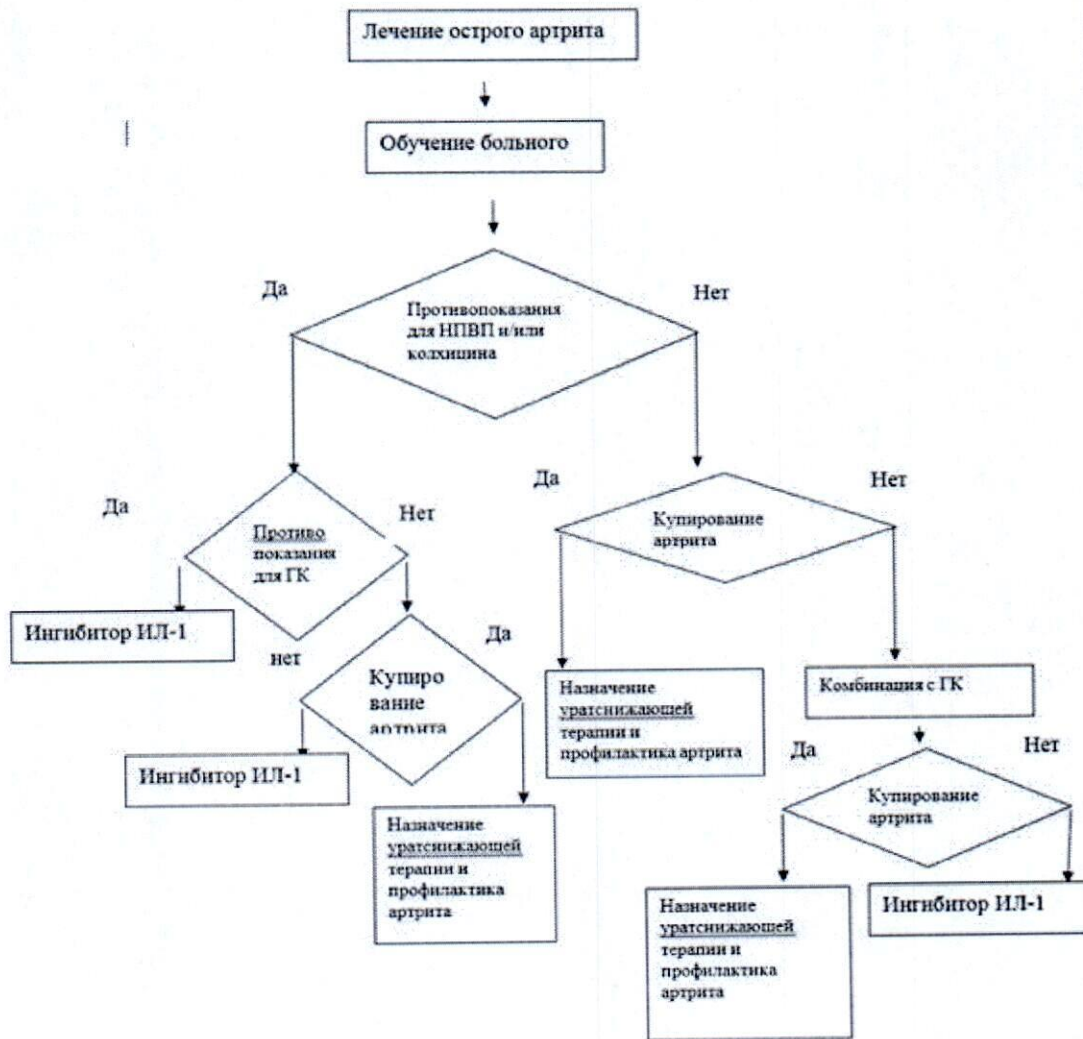 Лечение острого артрита
Обучение больного
Да
Нет
Противопоказания
для НПВП и/или
колхицина
Да
Нет
Противо
показания
для ГК
Да
Нет
Купирование
артрита
Ингибитор ИЛ-1
нет
Да
Купиро
вание
артрита
Назначение
уратснижающей
терапии и
профилактика артрита
Комбинация с ГК
Ингибитор ИЛ-1
Да
Нет
Купирование
артрита
Назначение
уратснижающей
терапии и
профилактика
артрита
Назначение
уратснижающей
терапии и
профилактика
артрита
Ингибитор ИЛ-1